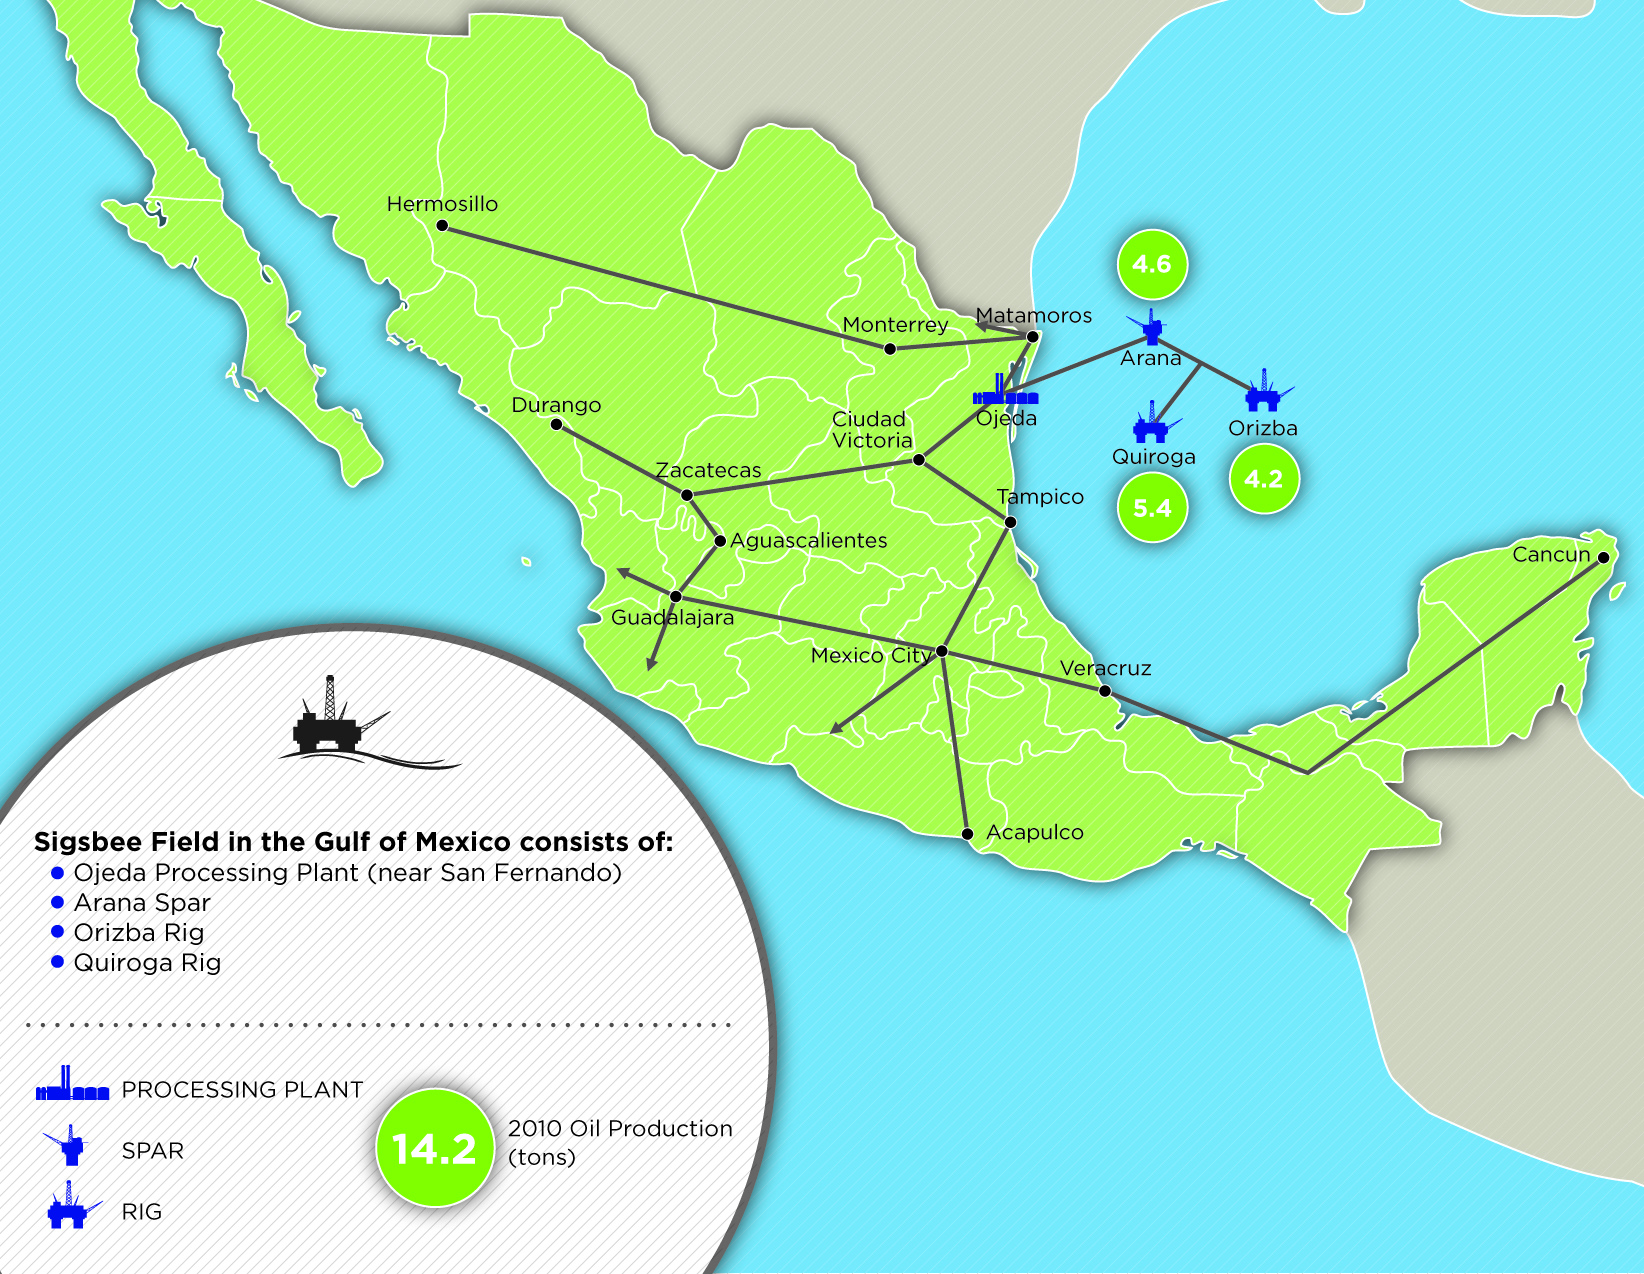 Hermosillo
4.6
Matamoros
Monterrey
Arana
Durango
Ciudad
Victoria
Ojeda
Orizba
Quiroga
Zacatecas
4.2
Tampico
5.4
Aguascalientes
Cancun
Guadalajara
Mexico City
Veracruz
Acapulco
Sigsbee Field in the Gulf of Mexico consists of:
• Ojeda Processing Plant (near San Fernando)
• Arana Spar
• Orizba Rig
• Quiroga Rig
PROCESSING PLANT
SPAR
RIG
14.2
2010 Oil Production
(tons)